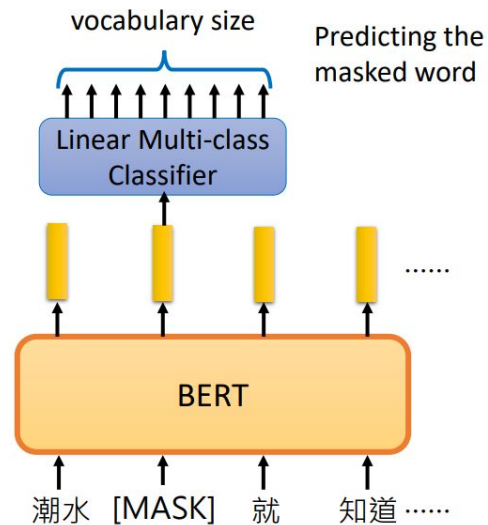 vocabulary size
Predicting the
masked word
Linear Multi-class
Classifier
......
BERT
潮水 [MASK] 就 知道 ......